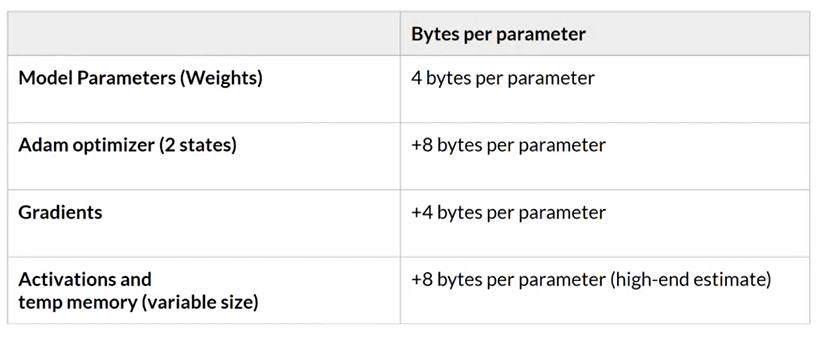 Bytes per parameter
Model Parameters (Weights)
4 bytes per parameter
Adam optimizer (2 states)
+8 bytes per parameter
Gradients
+4 bytes per parameter
Activations and
temp memory (variable size)
+8 bytes per parameter (high-end estimate)